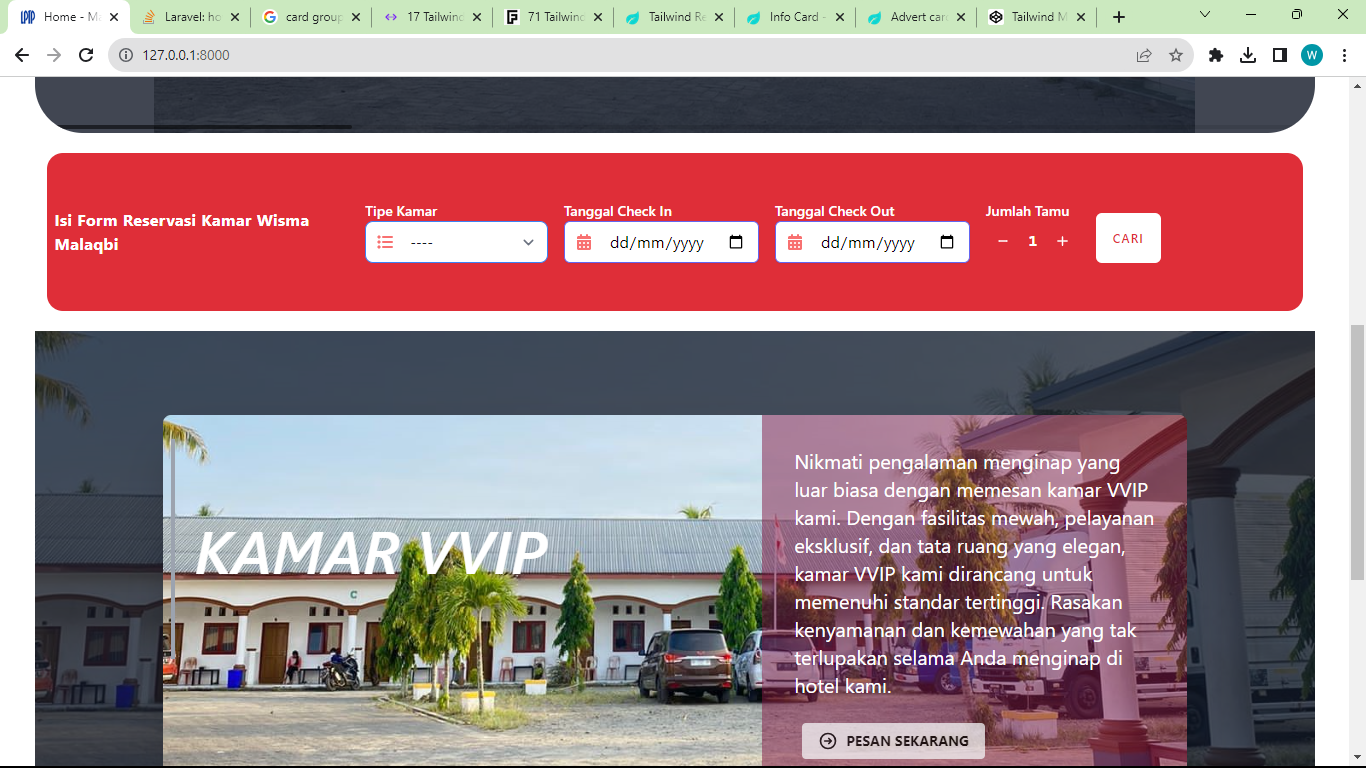 Home - Ma
Laravel: ho
card group
17 Tailwind
71 Tailwind
Tailwind Re
Info Card -
Advert card
Tailwind M
127.0.0.1:8000
W
Isi Form Reservasi Kamar Wisma
Malaqbi
Tipe Kamar
----
Tanggal Check In
dd/mm/yyyy
Tanggal Check Out
dd/mm/yyyy
Jumlah Tamu
− 1 +
CARI
KAMAR VVIP
C
Nikmati pengalaman menginap yang
luar biasa dengan memesan kamar VVIP
kami. Dengan fasilitas mewah, pelayanan
eksklusif, dan tata ruang yang elegan,
kamar VVIP kami dirancang untuk
memenuhi standar tertinggi. Rasakan
kenyamanan dan kemewahan yang tak
terlupakan selama Anda menginap di
hotel kami.
PESAN SEKARANG